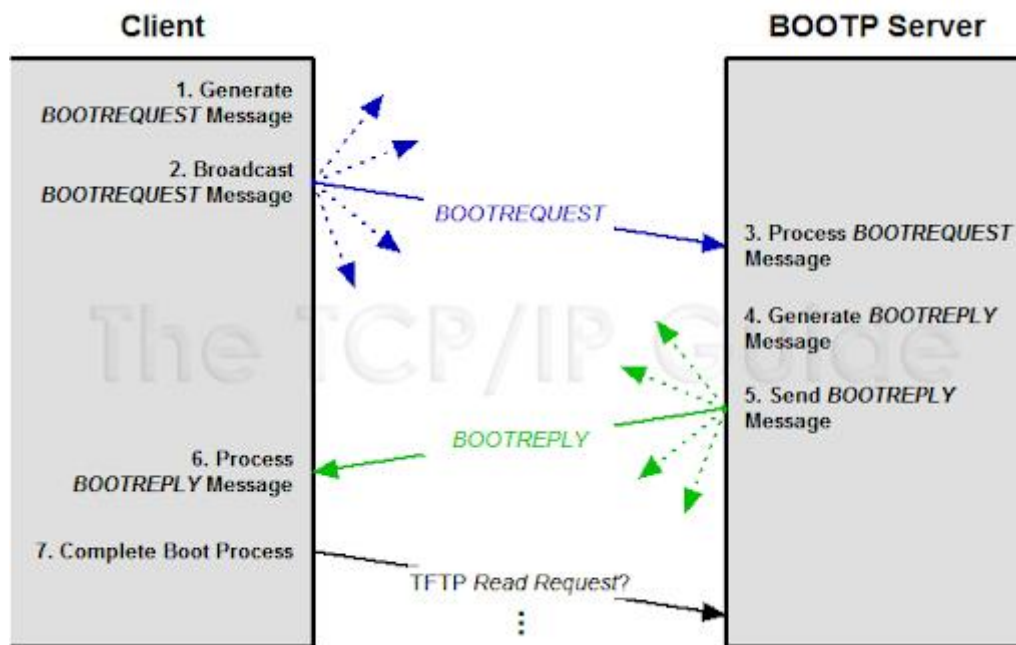 Client
BOOTP Server
1. Generate
BOOTREQUEST Message
2. Broadcast
BOOTREQUEST Message
BOOTREQUEST
3. Process BOOTREQUEST
Message
The TCP/IP Guide
4. Generate BOOTREPLY
Message
5. Send BOOTREPLY
Message
BOOTREPLY
6. Process
BOOTREPLY Message
7. Complete Boot Process
TFTP Read Request?
⋮